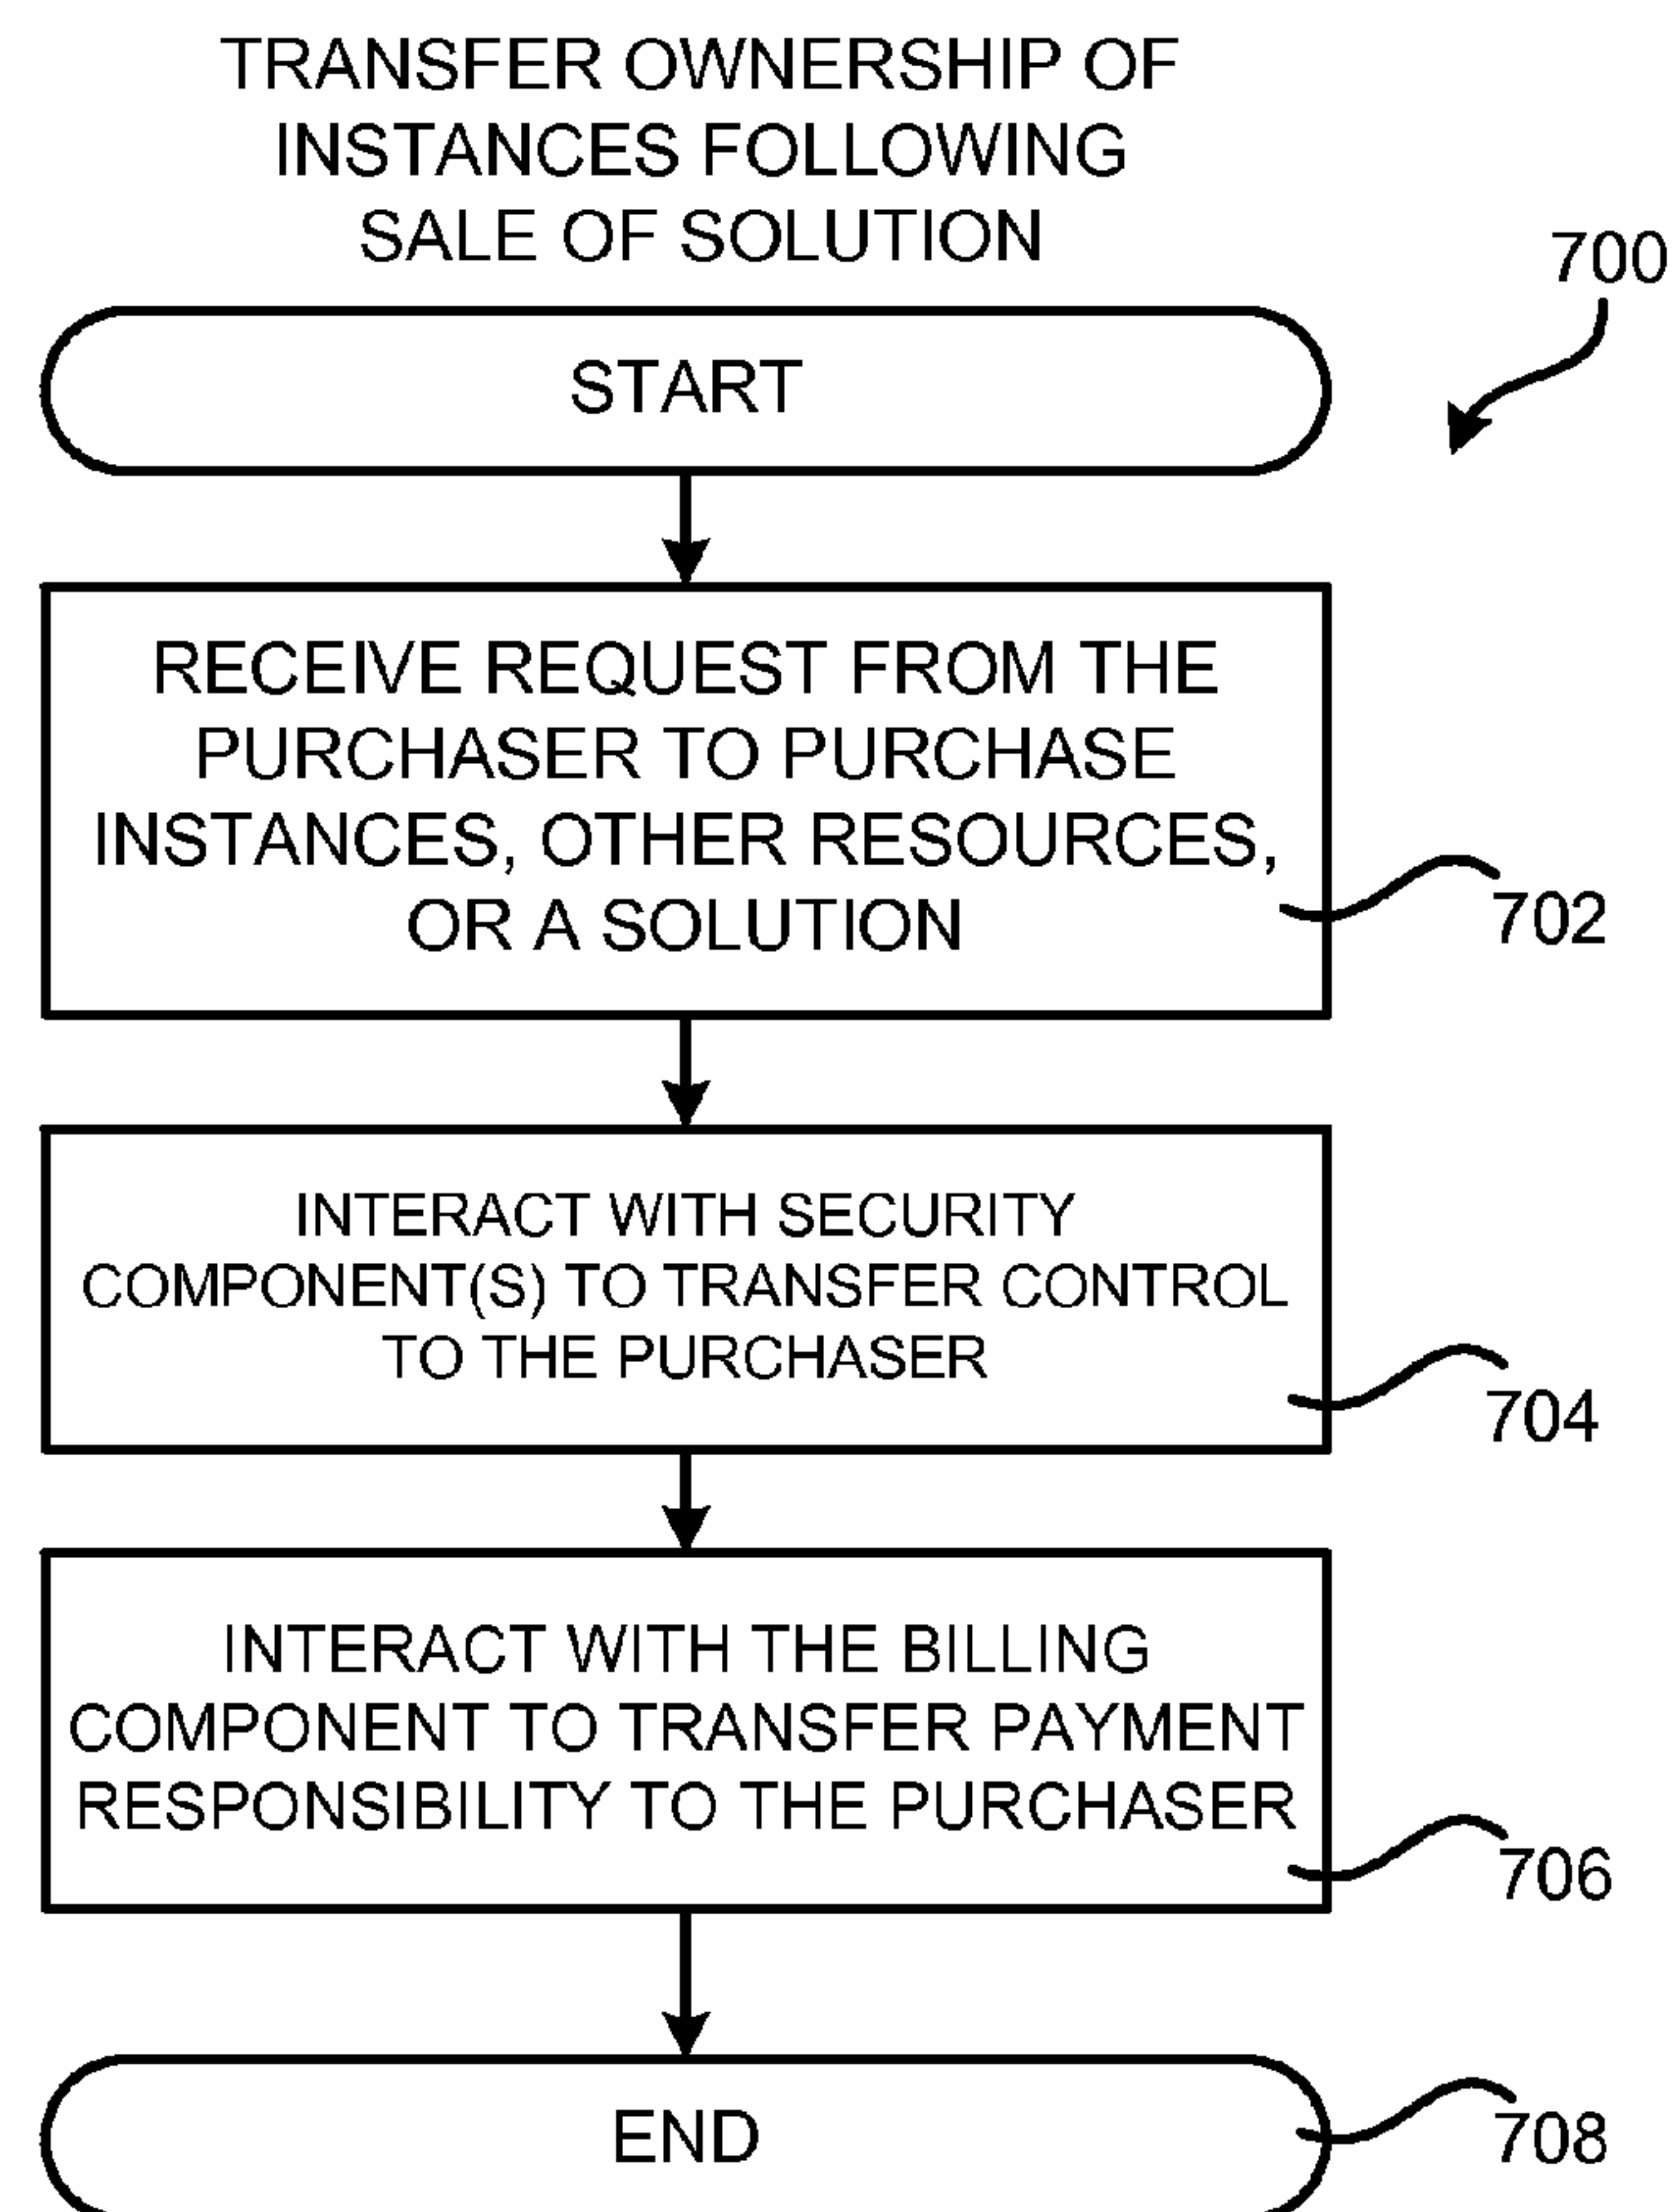 TRANSFER OWNERSHIP OF
INSTANCES FOLLOWING
SALE OF SOLUTION
700
START
RECEIVE REQUEST FROM THE
PURCHASER TO PURCHASE
INSTANCES, OTHER RESOURCES,
OR A SOLUTION
702
INTERACT WITH SECURITY
COMPONENT(S) TO TRANSFER CONTROL
TO THE PURCHASER
704
INTERACT WITH THE BILLING
COMPONENT TO TRANSFER PAYMENT
RESPONSIBILITY TO THE PURCHASER
706
END
708